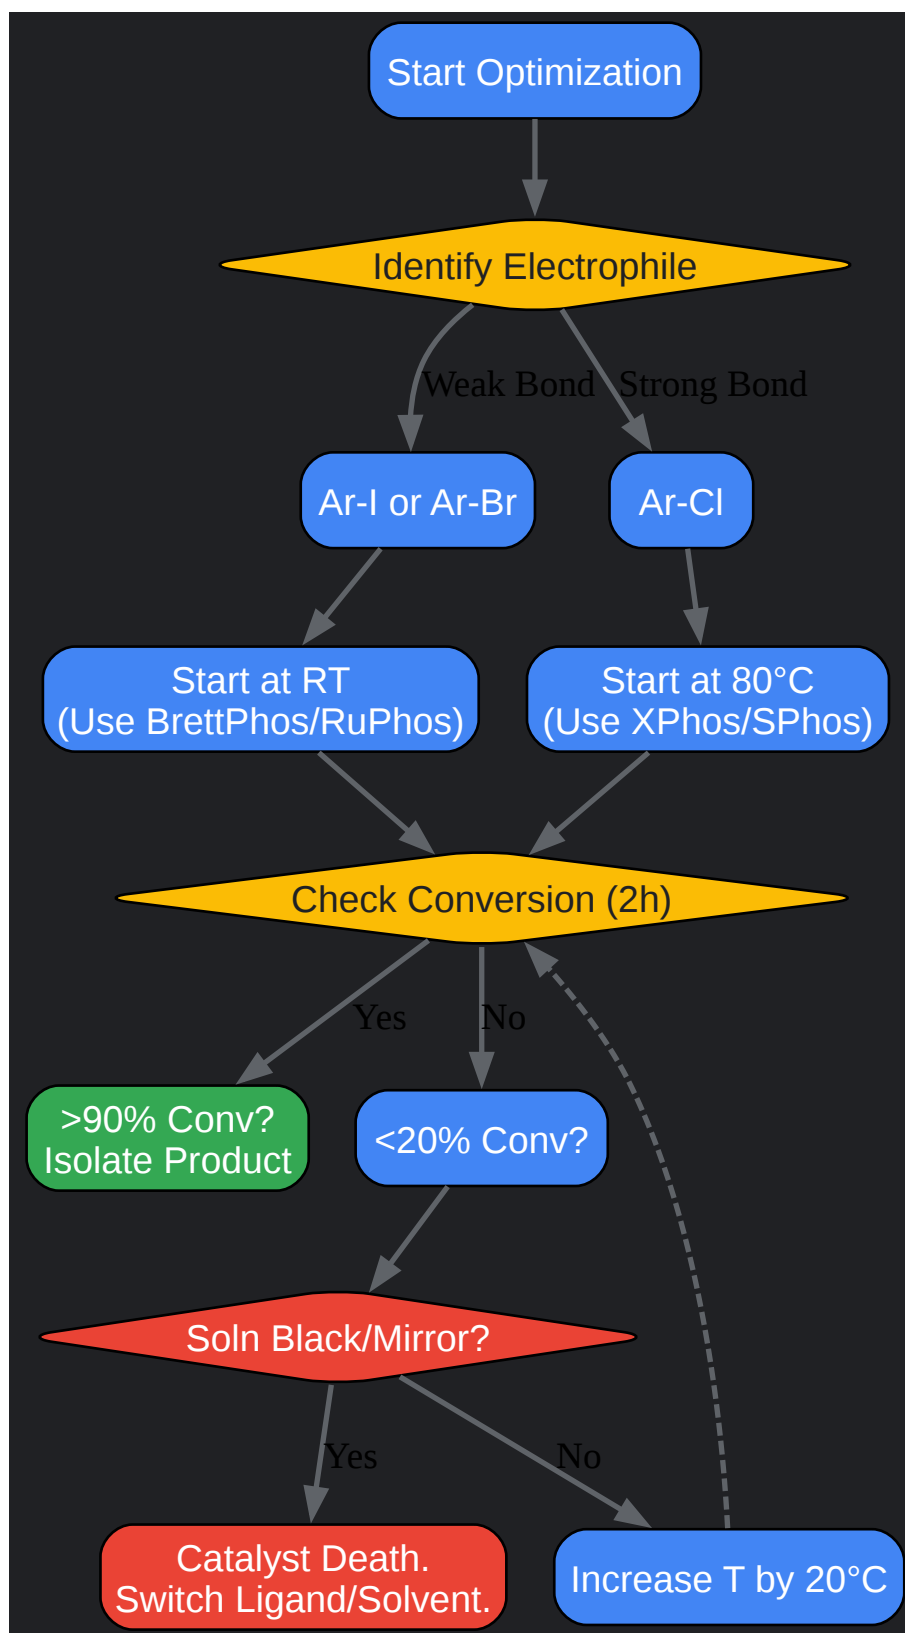 Start Optimization
Identify Electrophile
Weak Bond
Strong Bond
Ar-I or Ar-Br
Ar-Cl
Start at RT
(Use BrettPhos/RuPhos)
Start at 80°C
(Use XPhos/SPhos)
Check Conversion (2h)
Yes
No
>90% Conv?
Isolate Product
<20% Conv?
Soln Black/Mirror?
Yes
No
Catalyst Death.
Switch Ligand/Solvent.
Increase T by 20°C